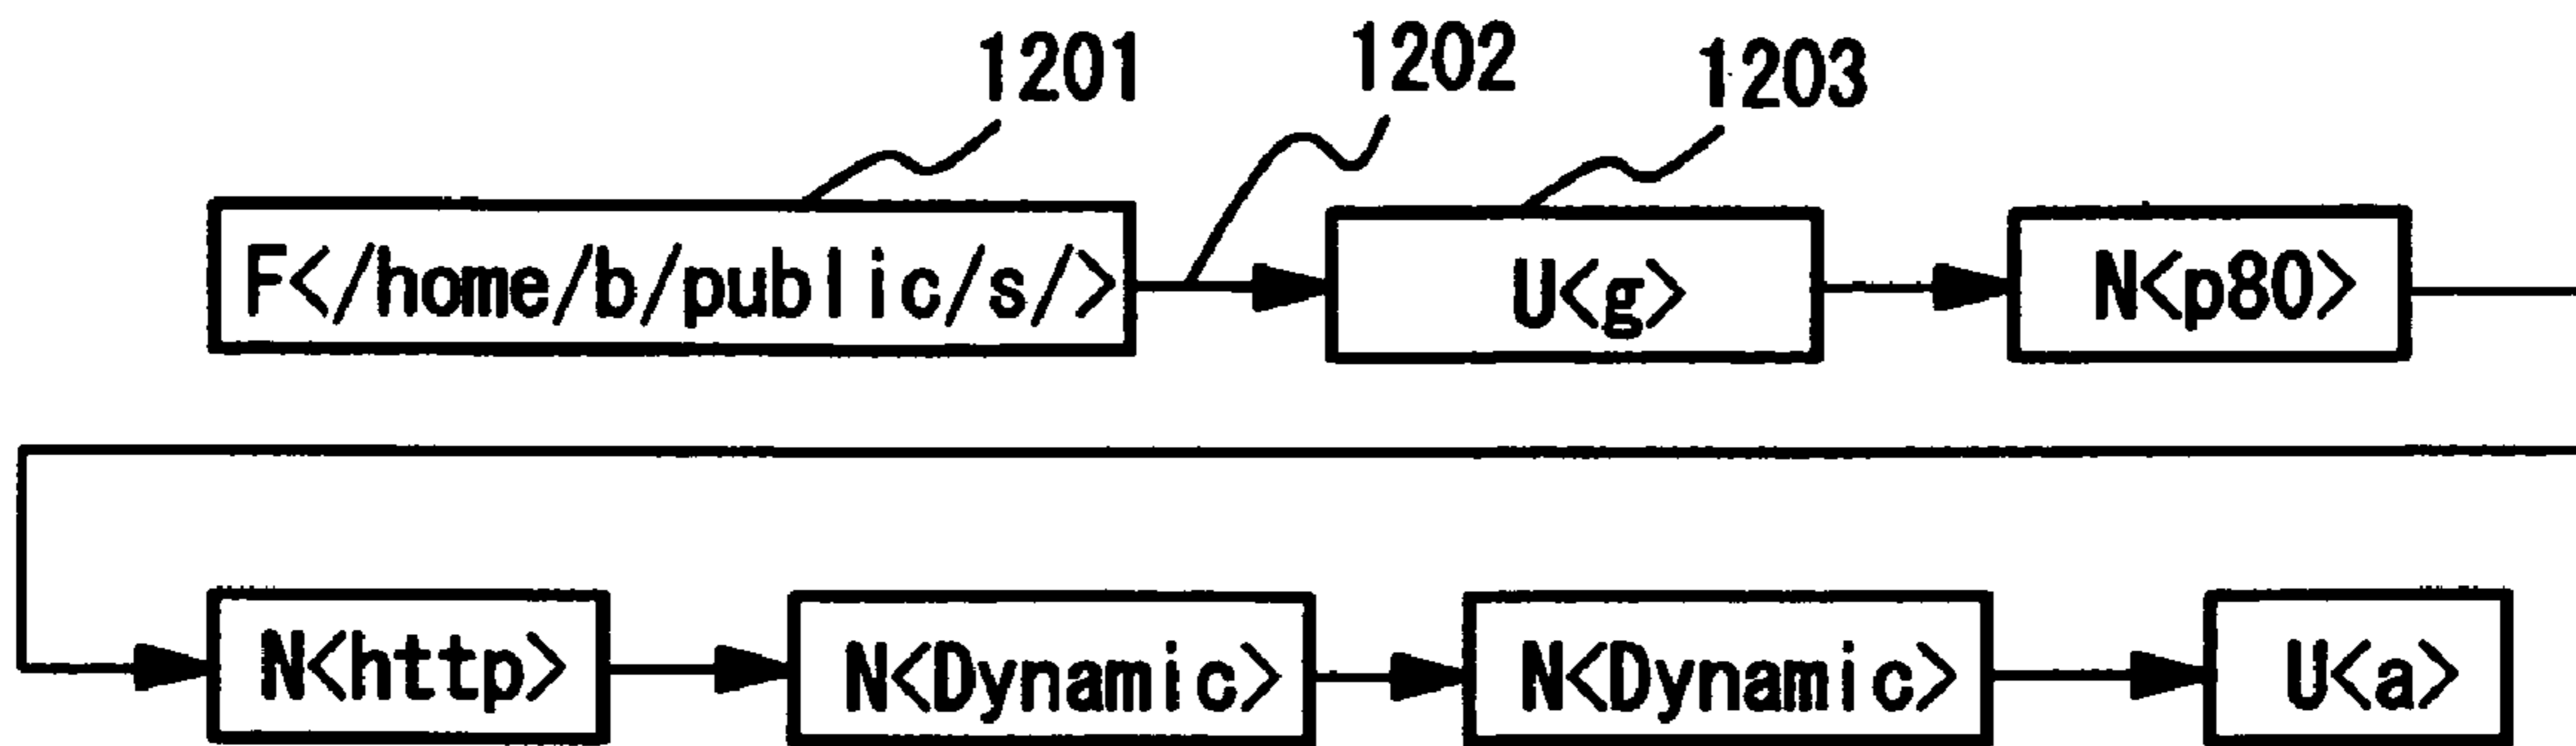 1201 1202 1203
F</home/b/public/s/> U<g> N<p80>
N<http> N<Dynamic> N<Dynamic> U<a>